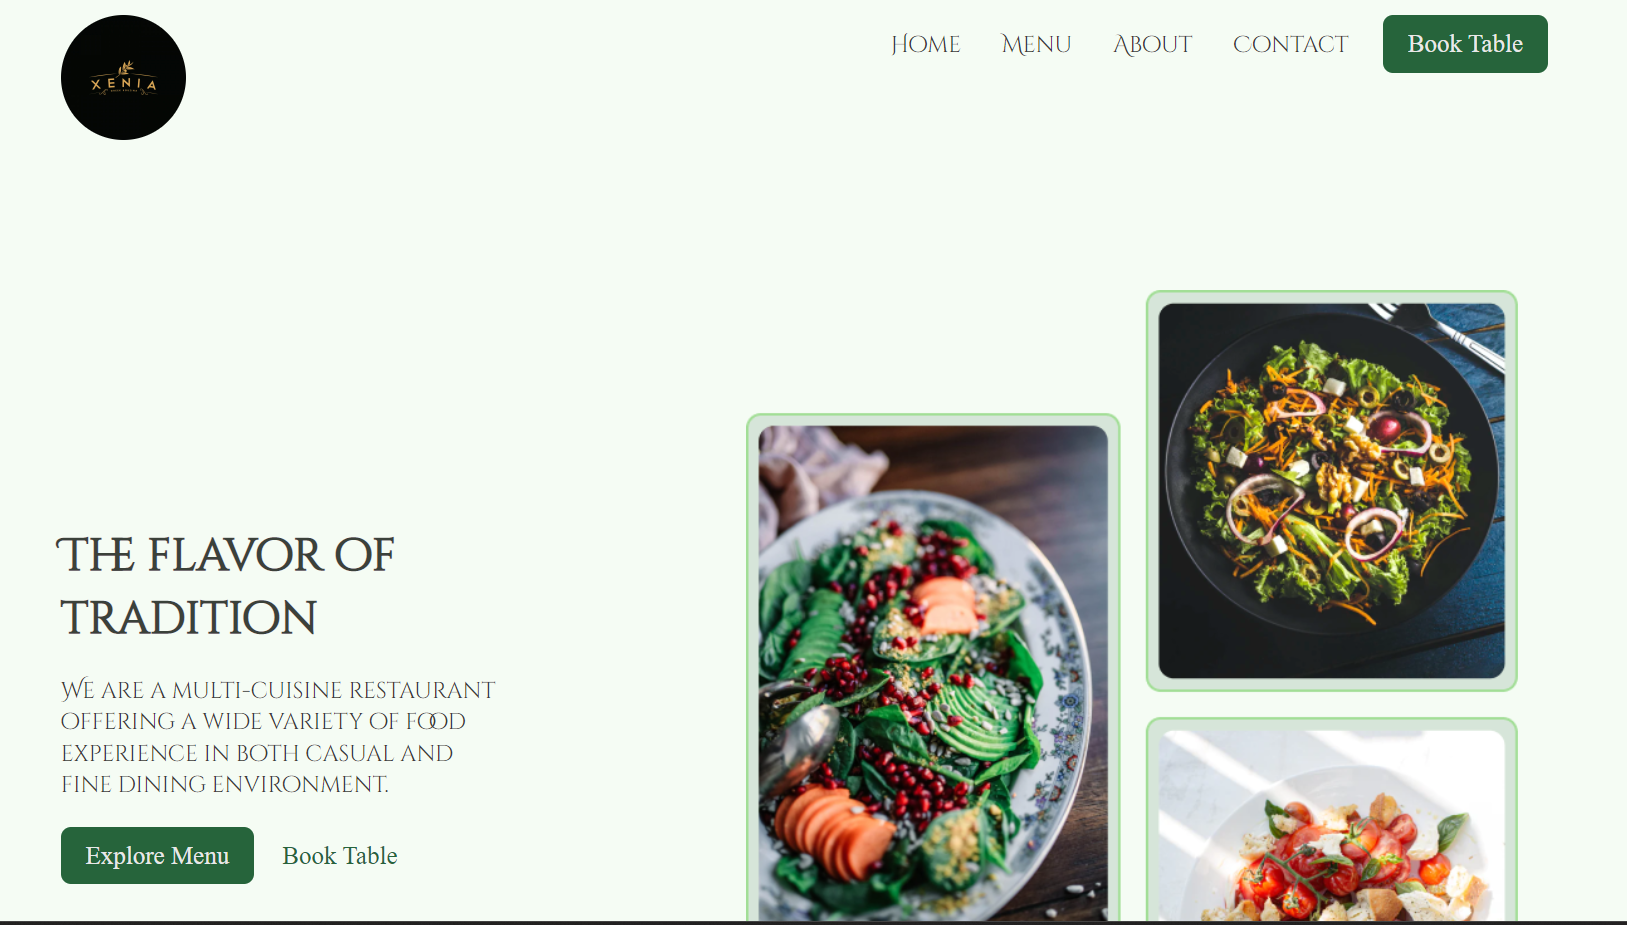 XENIA
Home Menu About Contact Book Table
The flavor of
tradition
We are a multi-cuisine restaurant
offering a wide variety of food
experience in both casual and
fine dining environment.
Explore Menu Book Table